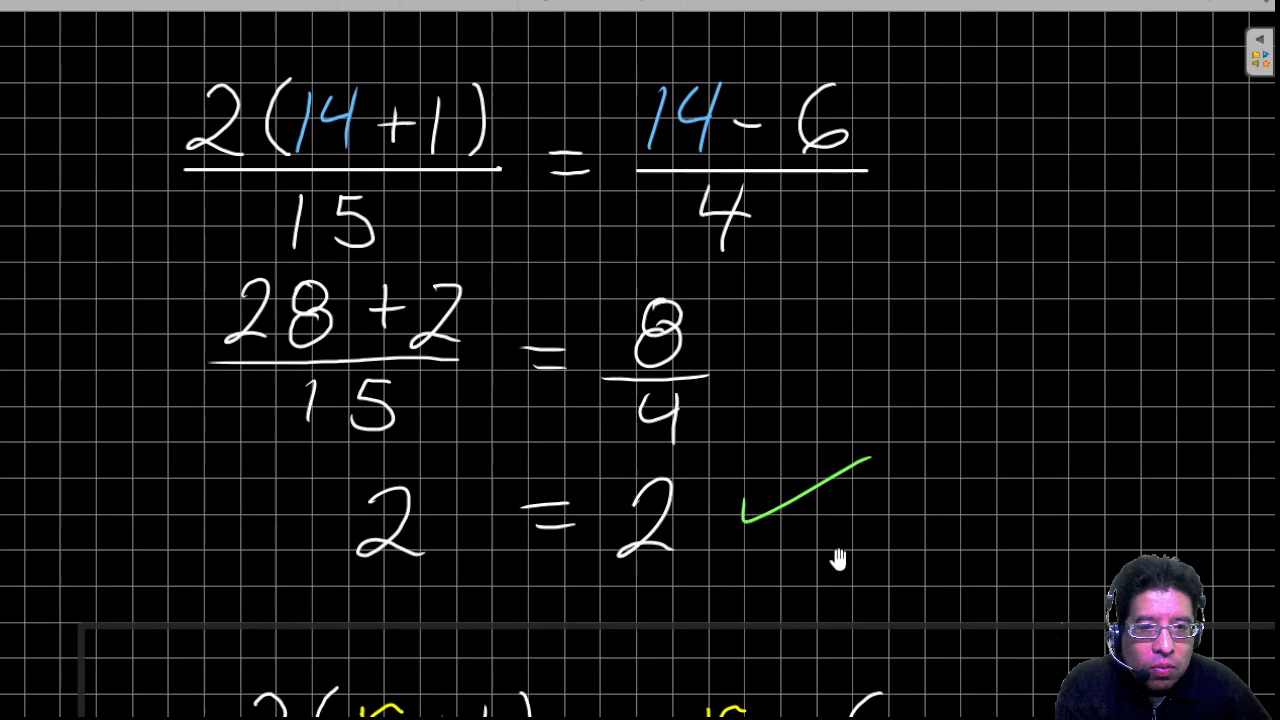 2(14+1)/15 = 14-6/4
28+2/15 = 8/4
2 = 2 ✓